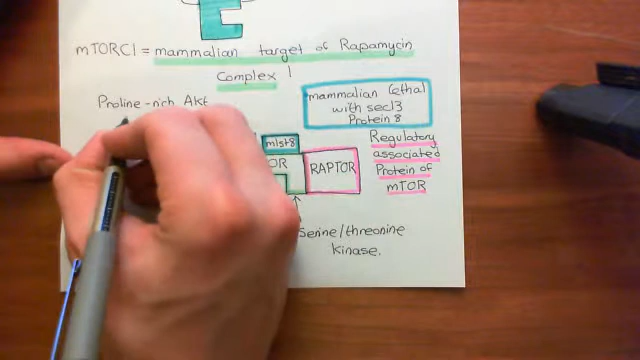 mTORC1 = mammalian target of Rapamycin
Complex 1
Proline-rich Akt
mammalian Lethal
with sec13
Protein 8
mlst8
OR
RAPTOR
Regulatory
associated
Protein of
mTOR
Serine/threonine
kinase.